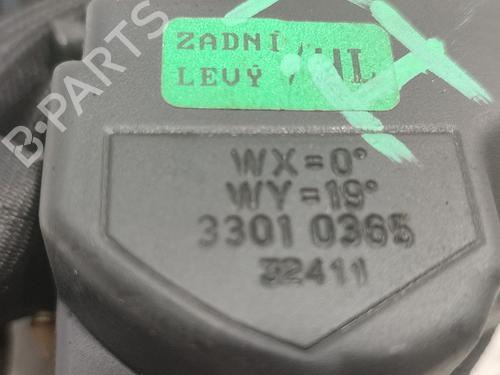 ZADNÍ
LEVÝ
WX=0°
WY=19°
3301 0365
32411
B-PARTS